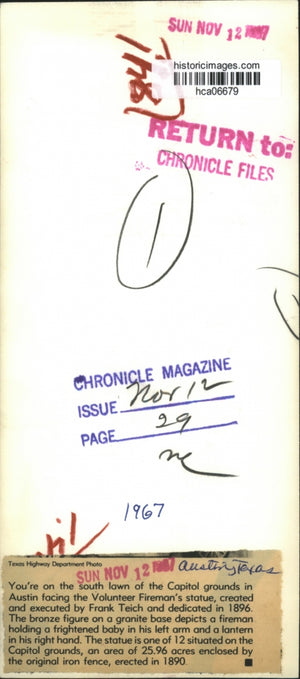 SUN NOV 12 1967
historicimages.com
hca06679
RETURN to:
CHRONICLE FILES
1
CHRONICLE MAGAZINE
ISSUE Nov 12
PAGE 29
1967
Texas Highway Department Photo
SUN NOV 12 1967 Austin, Texas
You're on the south lawn of the Capitol grounds in
Austin facing the Volunteer Fireman's statue, created
and executed by Frank Teich and dedicated in 1896.
The bronze figure on a granite base depicts a fireman
holding a frightened baby in his left arm and a lantern
in his right hand. The statue is one of 12 situated on the
Capitol grounds, an area of 25.96 acres enclosed by
the original iron fence, erected in 1890.